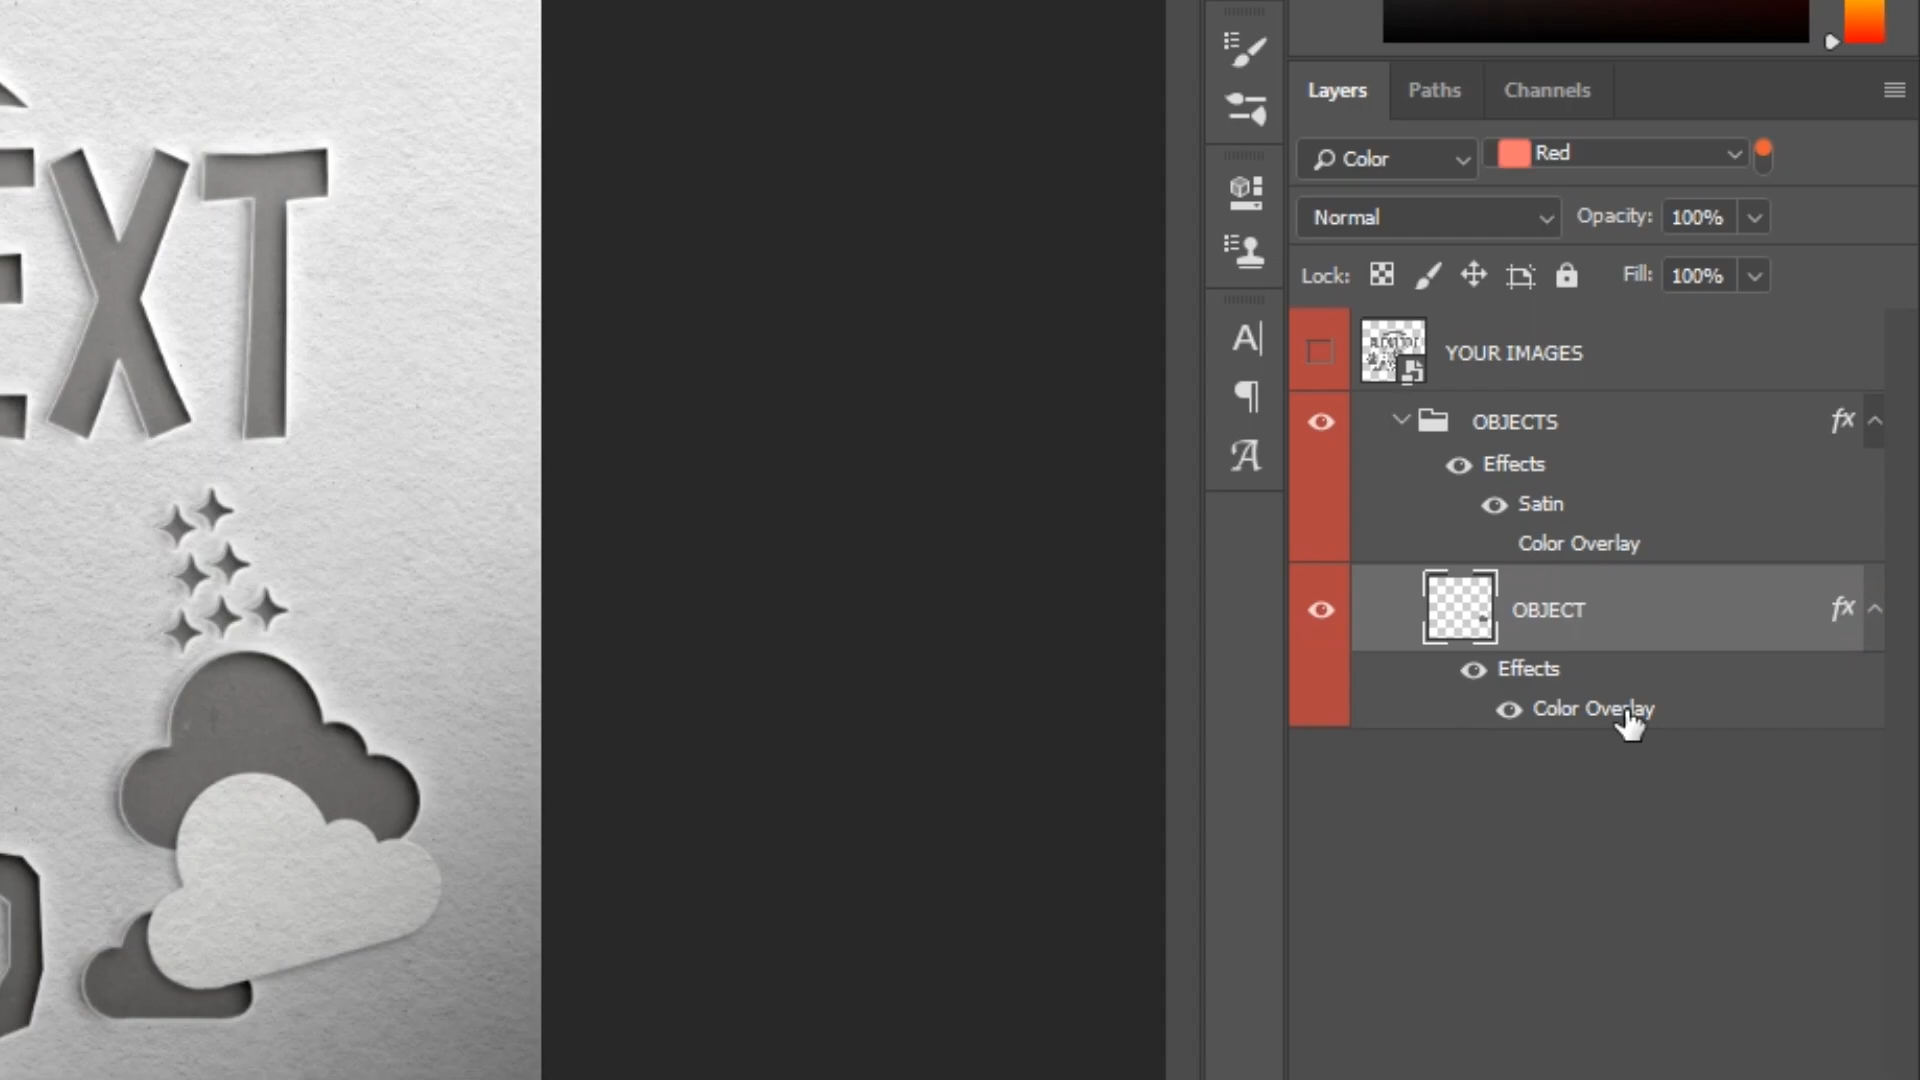 EXT
Layers Paths Channels
Color Red
Normal Opacity: 100%
Lock: Fill: 100%
YOUR IMAGES
OBJECTS fx
Effects
Satin
Color Overlay
OBJECT fx
Effects
Color Overlay